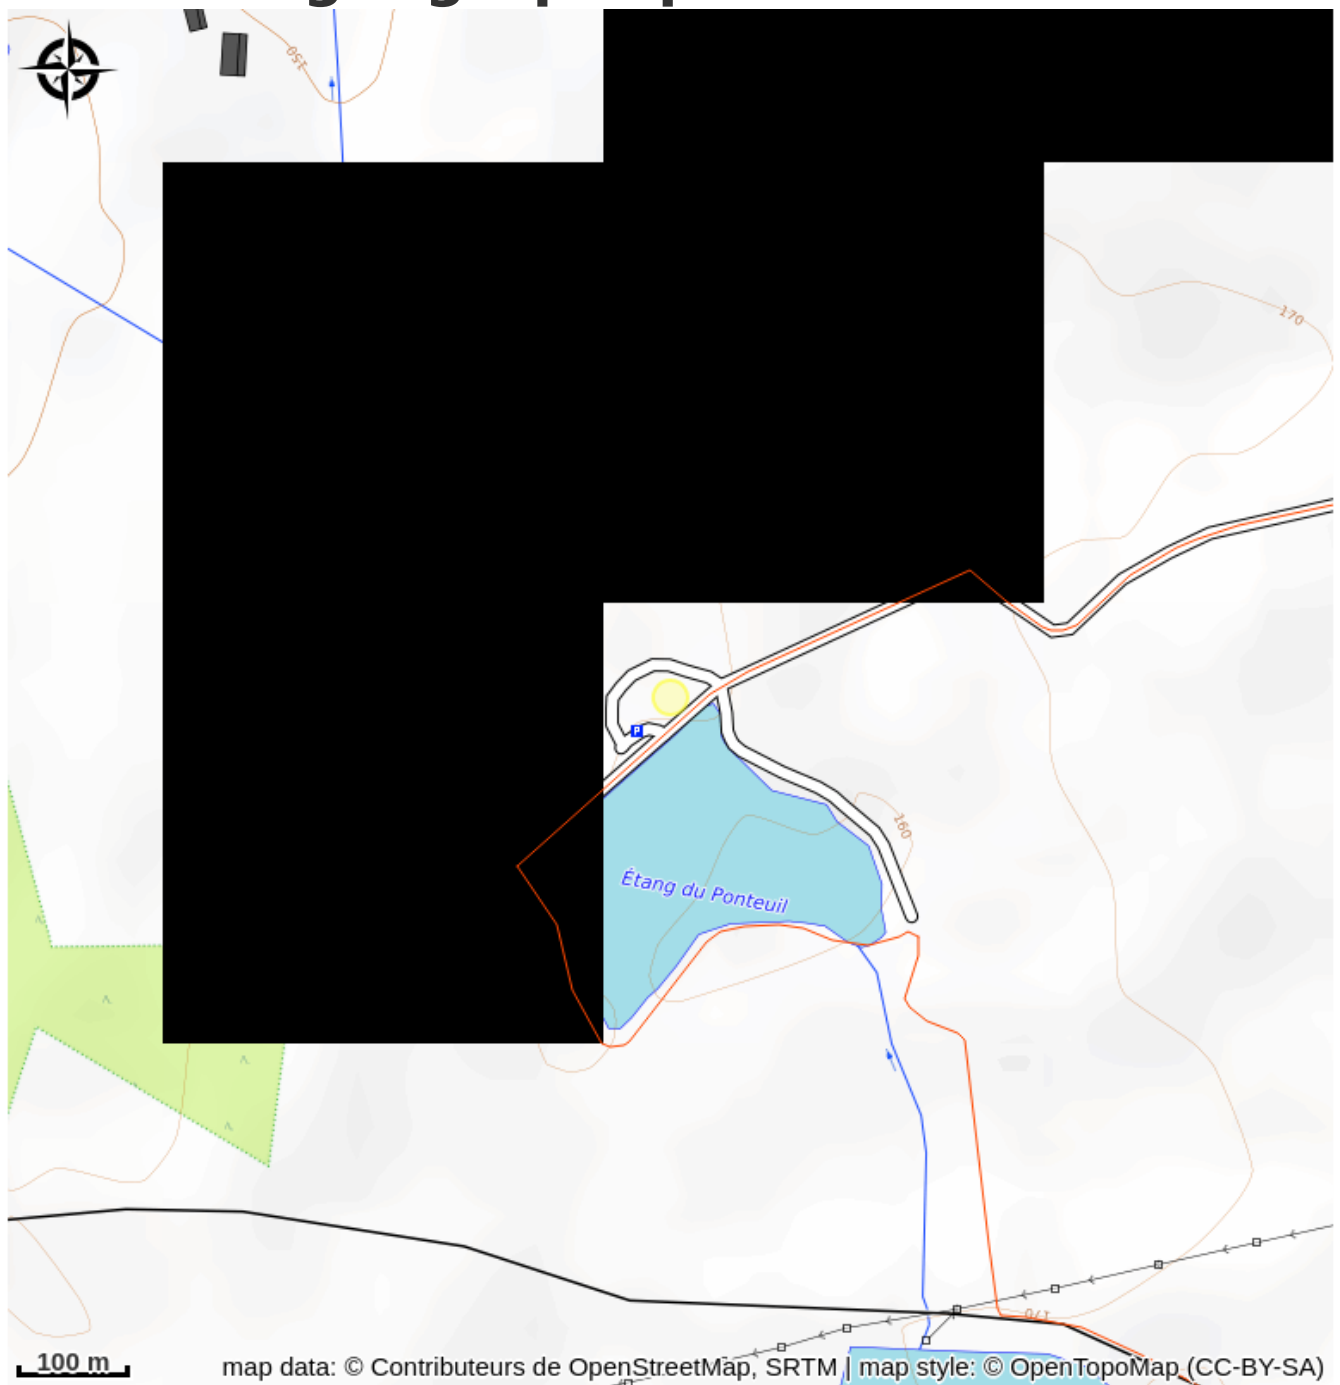 150
170
P
160
Étang du Ponteuil
170
100 m
map data: © Contributeurs de OpenStreetMap, SRTM | map style: © OpenTopoMap (CC-BY-SA)